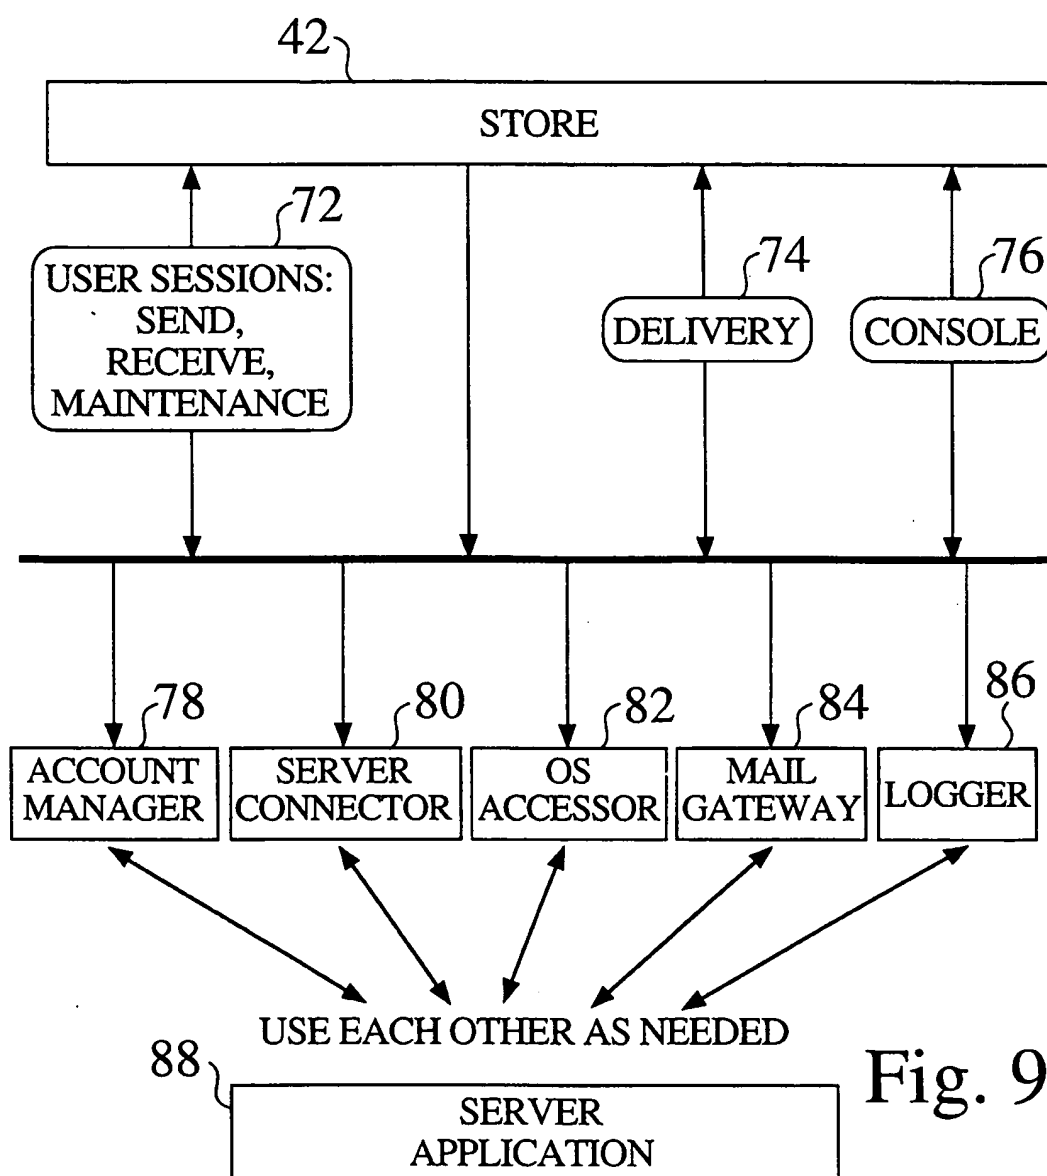 42
STORE
72
USER SESSIONS:
SEND,
RECEIVE,
MAINTENANCE
74
DELIVERY
76
CONSOLE
78
ACCOUNT
MANAGER
80
SERVER
CONNECTOR
82
OS
ACCESSOR
84
MAIL
GATEWAY
86
LOGGER
USE EACH OTHER AS NEEDED
88
SERVER
APPLICATION
Fig. 9